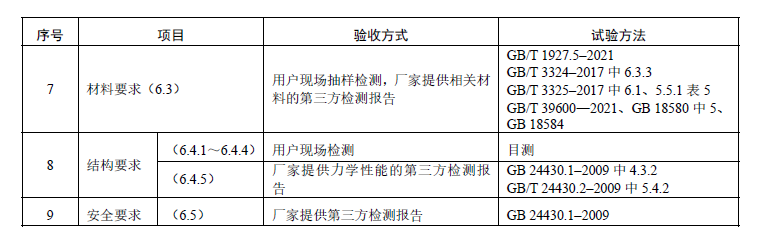 序号 项目 验收方式 试验方法
7 材料要求（6.3） 用户现场抽样检测，厂家提供相关材
料的第三方检测报告
GB/T 1927.5–2021
GB/T 3324–2017 中 6.3.3
GB/T 3325–2017 中 6.1、5.5.1 表 5
GB/T 39600—2021、GB 18580 中 5、
GB 18584
8 结构要求 （6.4.1～6.4.4） 用户现场检测 目测
（6.4.5） 厂家提供力学性能的第三方检测报
告
GB 24430.1–2009 中 4.3.2
GB/T 24430.2–2009 中 5.4.2
9 安全要求 （6.5） 厂家提供第三方检测报告 GB 24430.1–2009